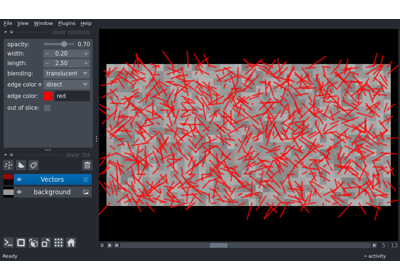 File View Window Plugins Help
layer controls
opacity: 0.70
width: 0.20
length: 2.50
blending: translucent
edge color m direct
edge color: red
out of slice:
layer list
Vectors
background
0 5 13
Ready activity